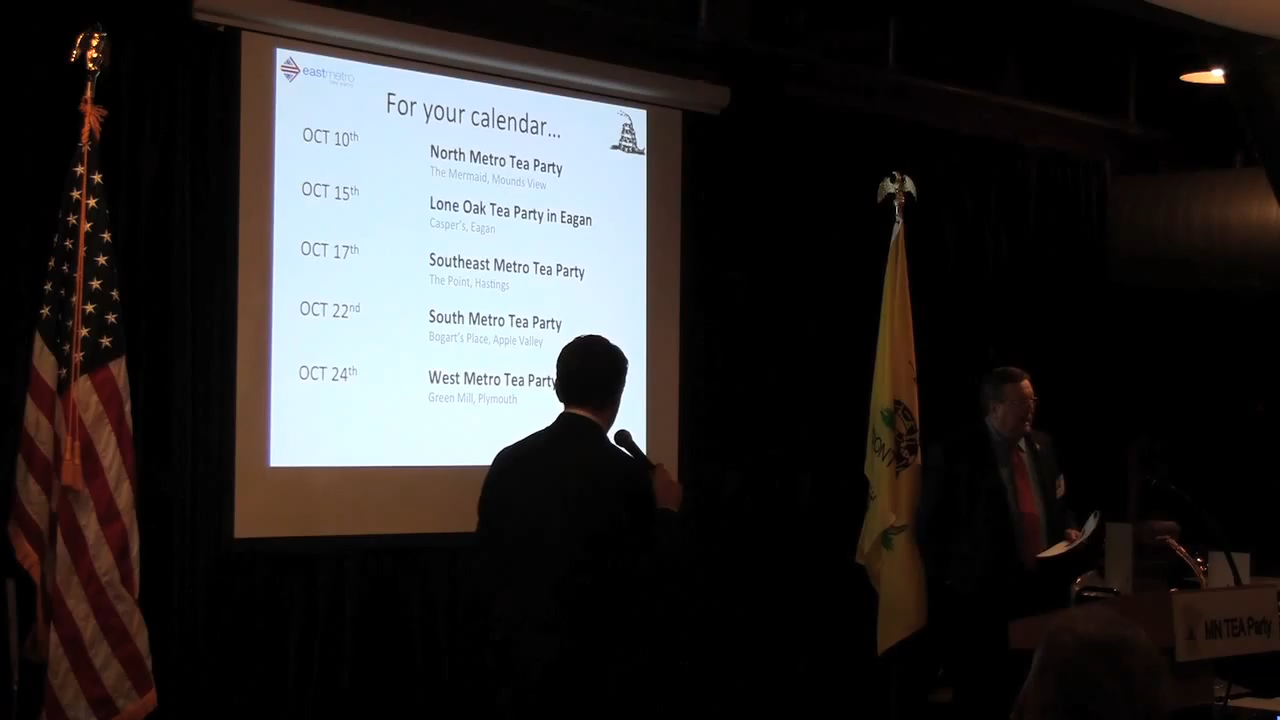 eastmetro
For your calendar...
OCT 10th
North Metro Tea Party
The Mermaid, Mounds View
OCT 15th
Lone Oak Tea Party in Eagan
Casper's, Eagan
OCT 17th
Southeast Metro Tea Party
The Point, Hastings
OCT 22nd
South Metro Tea Party
Bogart's Place, Apple Valley
OCT 24th
West Metro Tea Party
Green Mill, Plymouth
DONT
MN TEA Party